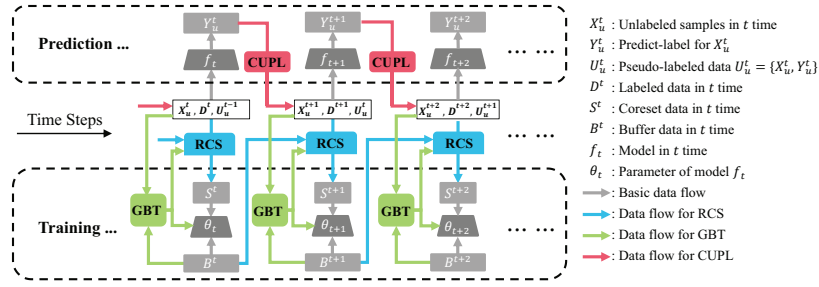 Prediction ...
Y_u^t
Y_u^{t+1}
Y_u^{t+2}
f_t
CUPL
f_{t+1}
CUPL
f_{t+2}
... ...
X_u^t, D^t, U_u^{t-1}
X_u^{t+1}, D^{t+1}, U_u^t
X_u^{t+2}, D^{t+2}, U_u^{t+1}
Time Steps
RCS
RCS
RCS
... ...
Training ...
GBT
S^t
GBT
S^{t+1}
GBT
S^{t+2}
θ_t
θ_{t+1}
θ_{t+2}
... ...
B^t
B^{t+1}
B^{t+2}
X_u^t : Unlabeled samples in t time
Y_u^t : Predict-label for X_u^t
U_u^t : Pseudo-labeled data U_u^t = {X_u^t, Y_u^t}
D^t : Labeled data in t time
S^t : Coreset data in t time
B^t : Buffer data in t time
f_t : Model in t time
θ_t : Parameter of model f_t
: Basic data flow
: Data flow for RCS
: Data flow for GBT
: Data flow for CUPL